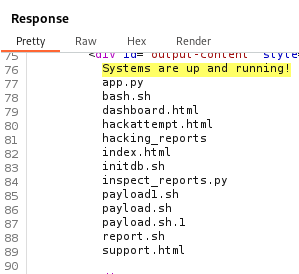 Response
Pretty Raw Hex Render
75 <div id="output-content" style=
76 Systems are up and running!
77 app.py
78 bash.sh
79 dashboard.html
80 hackattempt.html
81 hacking_reports
82 index.html
83 initdb.sh
84 inspect_reports.py
85 payload1.sh
86 payload.sh
87 payload.sh.1
88 report.sh
89 support.html
90